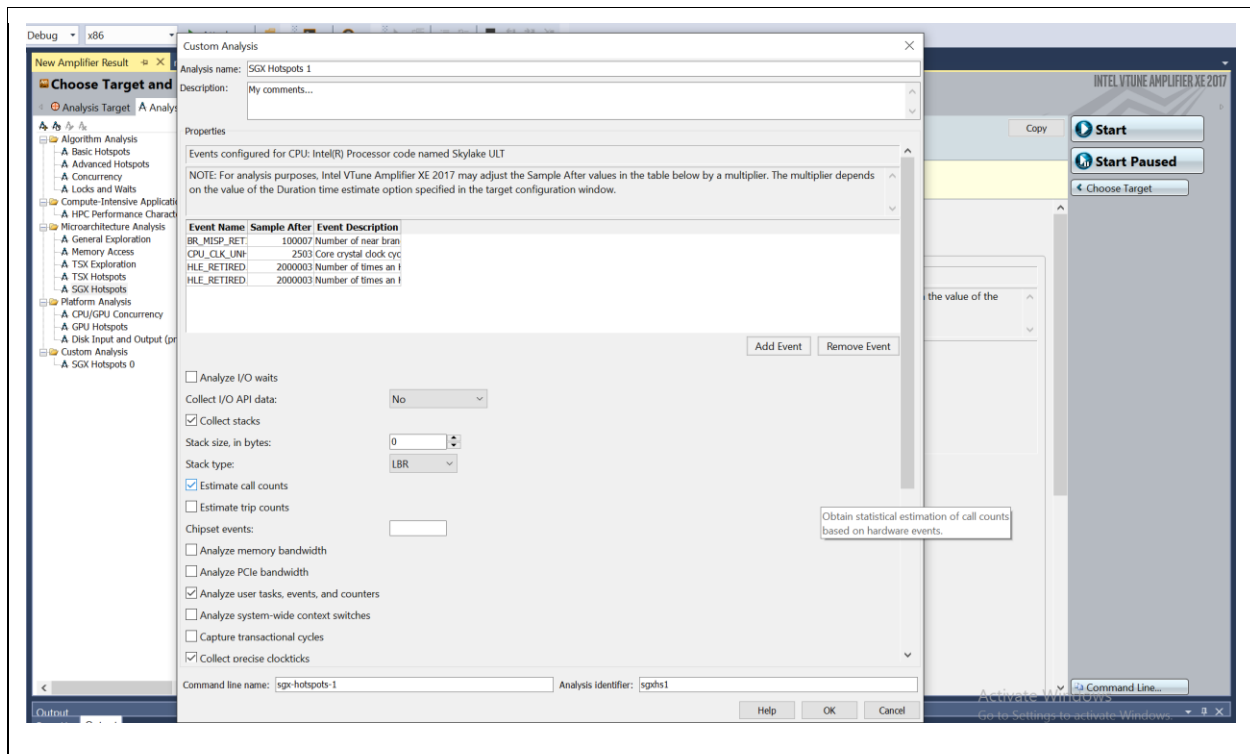 Debug x86
New Amplifier Result
Choose Target and
INTEL VTUNE AMPLIFIER XE 2017
Analysis Target
Algorithm Analysis
Basic Hotspots
Advanced Hotspots
Concurrency
Locks and Waits
Compute-Intensive Applicati
HPC Performance Charact
Microarchitecture Analysis
General Exploration
Memory Access
TSX Exploration
TSX Hotspots
SGX Hotspots
Platform Analysis
CPU/GPU Concurrency
GPU Hotspots
Disk Input and Output (pr
Custom Analysis
SGX Hotspots 0
Custom Analysis
Analysis name: SGX Hotspots 1
Description: My comments...
Properties
Events configured for CPU: Intel(R) Processor code named Skylake ULT
NOTE: For analysis purposes, Intel VTune Amplifier XE 2017 may adjust the Sample After values in the table below by a multiplier. The multiplier depends
on the value of the Duration time estimate option specified in the target configuration window.
Event Name Sample After Event Description
BR_MISP_RET 100007 Number of near bran
CPU_CLK_UNH 2503 Core crystal clock cyc
HLE_RETIRED 2000003 Number of times an H
HLE_RETIRED 2000003 Number of times an H
Add Event Remove Event
Analyze I/O waits
Collect I/O API data: No
Collect stacks
Stack size, in bytes: 0
Stack type: LBR
Estimate call counts
Estimate trip counts
Chipset events:
Analyze memory bandwidth
Analyze PCIe bandwidth
Analyze user tasks, events, and counters
Analyze system-wide context switches
Capture transactional cycles
Collect precise clockticks
Command line name: sgx-hotspots-1 Analysis identifier: sgxhs1
Help OK Cancel
Obtain statistical estimation of call counts
based on hardware events.
the value of the
Copy
Start
Start Paused
Choose Target
Command Line...
Activate Windows
Go to Settings to activate Windows.
Output